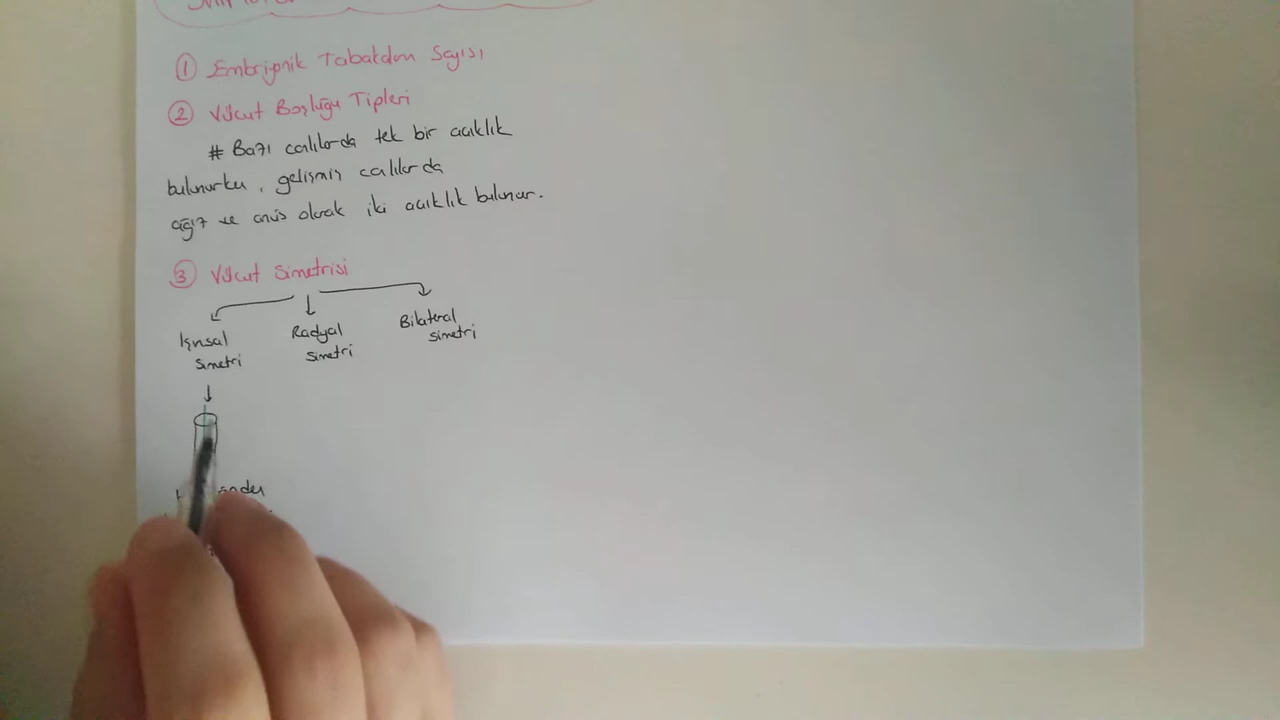 ① Embriyonik Tabakaların Sayısı
② Vücut Boşluğu Tipleri
# Bazı canlılarda tek bir açıklık
bulunurken, gelişmiş canlılarda
ağız ve anüs olarak iki açıklık bulunur.
③ Vücut Simetrisi
Işınsal
Simetri
Radyal
Simetri
Bilateral
Simetri